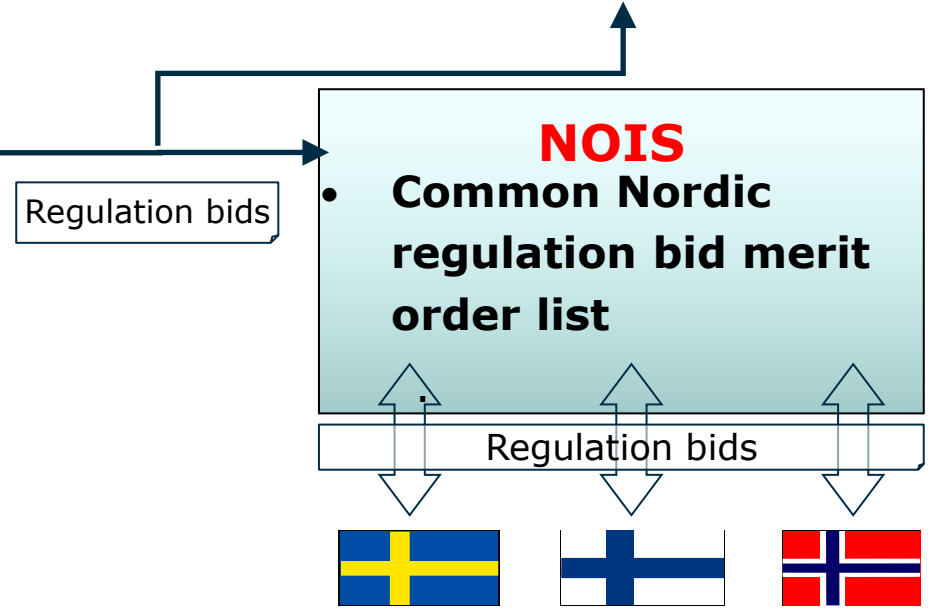 NOIS
Regulation bids
• Common Nordic
regulation bid merit
order list
.
Regulation bids